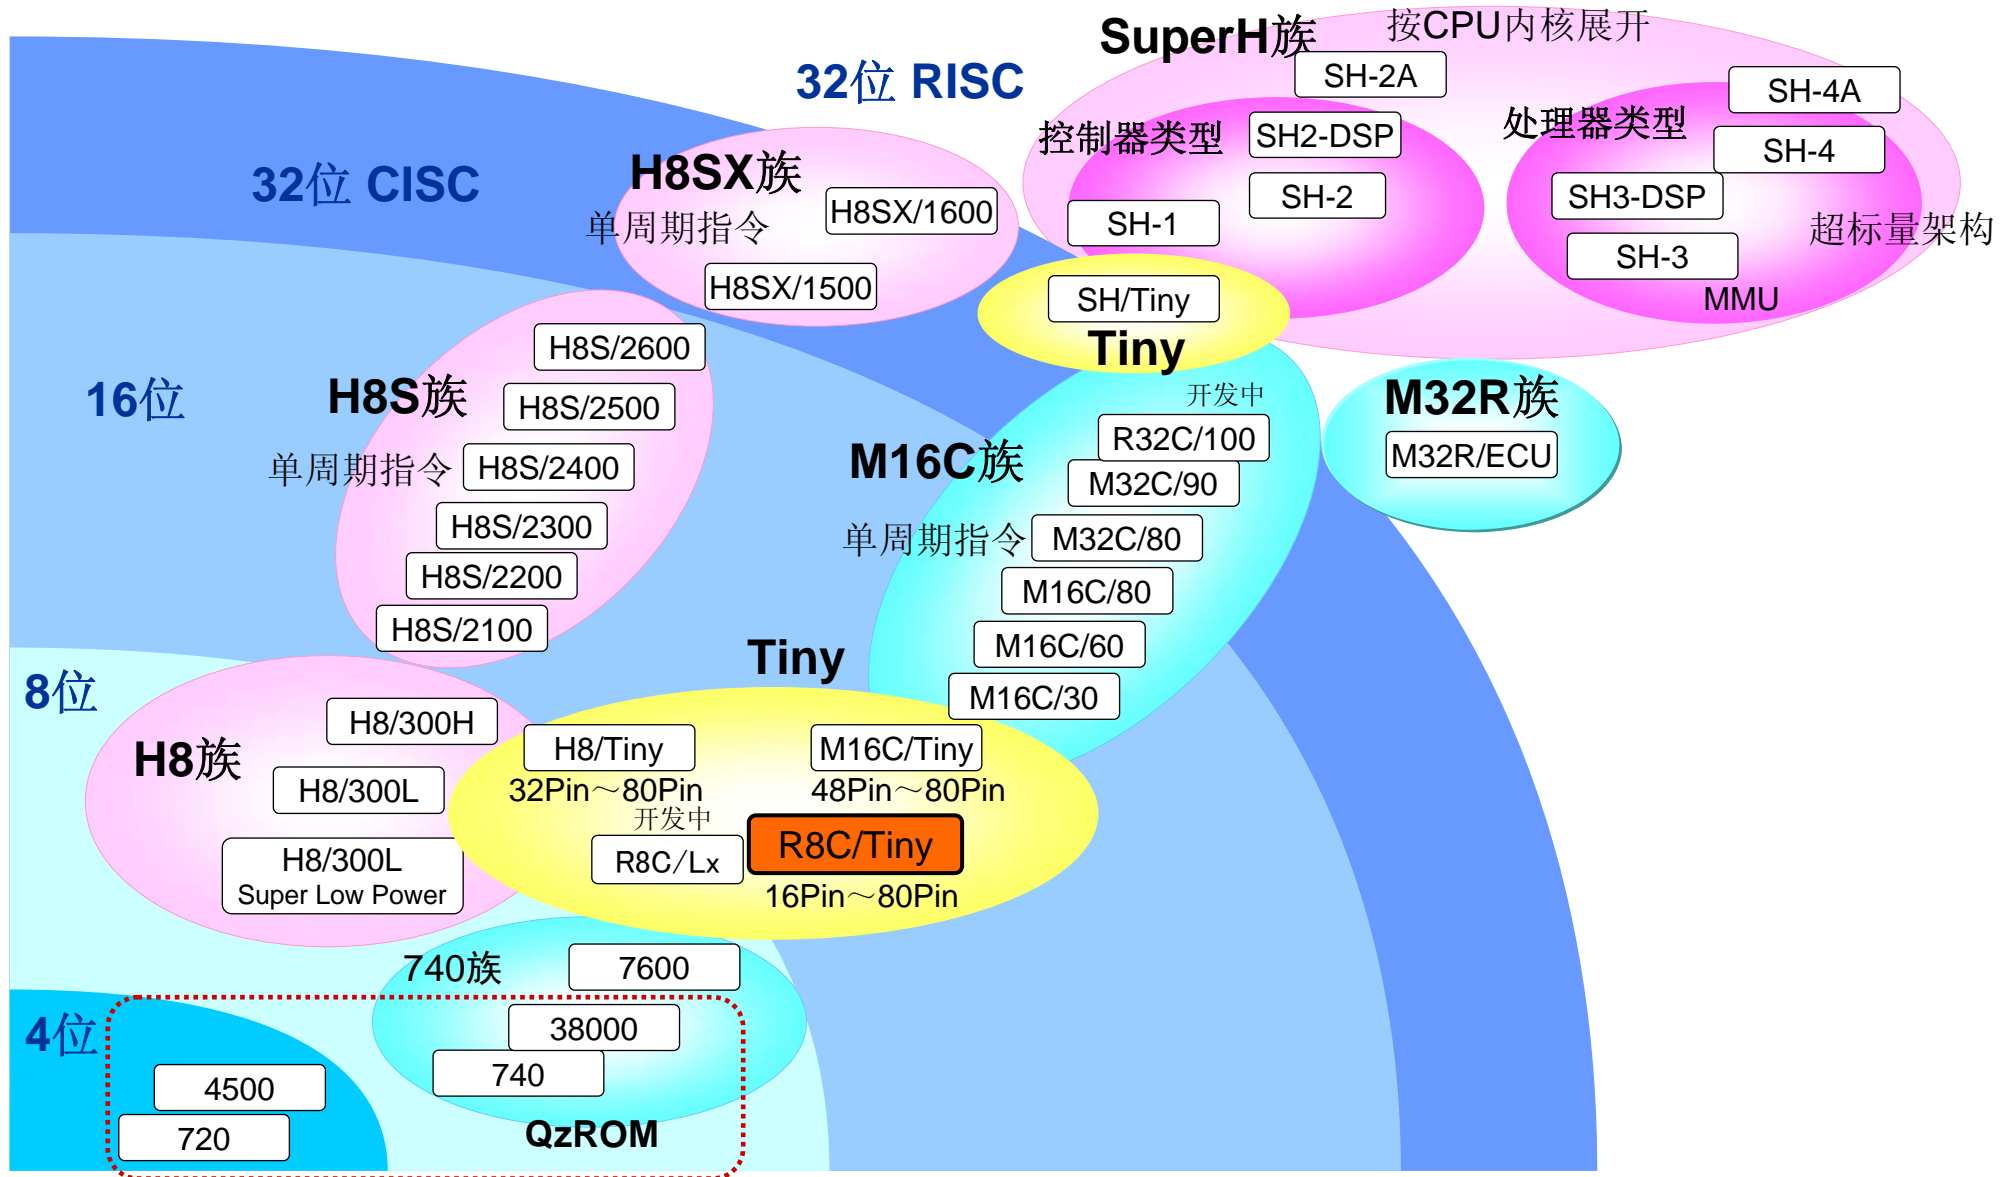 SuperH族
按CPU内核展开
32位 RISC
SH-2A
SH-4A
控制器类型
SH2-DSP
处理器类型
SH-4
32位 CISC
H8SX族
单周期指令
H8SX/1600
H8SX/1500
SH-2
SH-1
SH3-DSP
超标量架构
SH-3
MMU
SH/Tiny
Tiny
16位
H8S族
单周期指令
H8S/2600
H8S/2500
H8S/2400
H8S/2300
H8S/2200
H8S/2100
M16C族
单周期指令
开发中
R32C/100
M32C/90
M32C/80
M16C/80
M16C/60
M16C/30
M32R族
M32R/ECU
8位
H8族
H8/300H
H8/300L
H8/300L
Super Low Power
Tiny
H8/Tiny
32Pin～80Pin
M16C/Tiny
48Pin～80Pin
开发中
R8C/Lx
R8C/Tiny
16Pin～80Pin
740族
7600
38000
740
QzROM
4位
4500
720